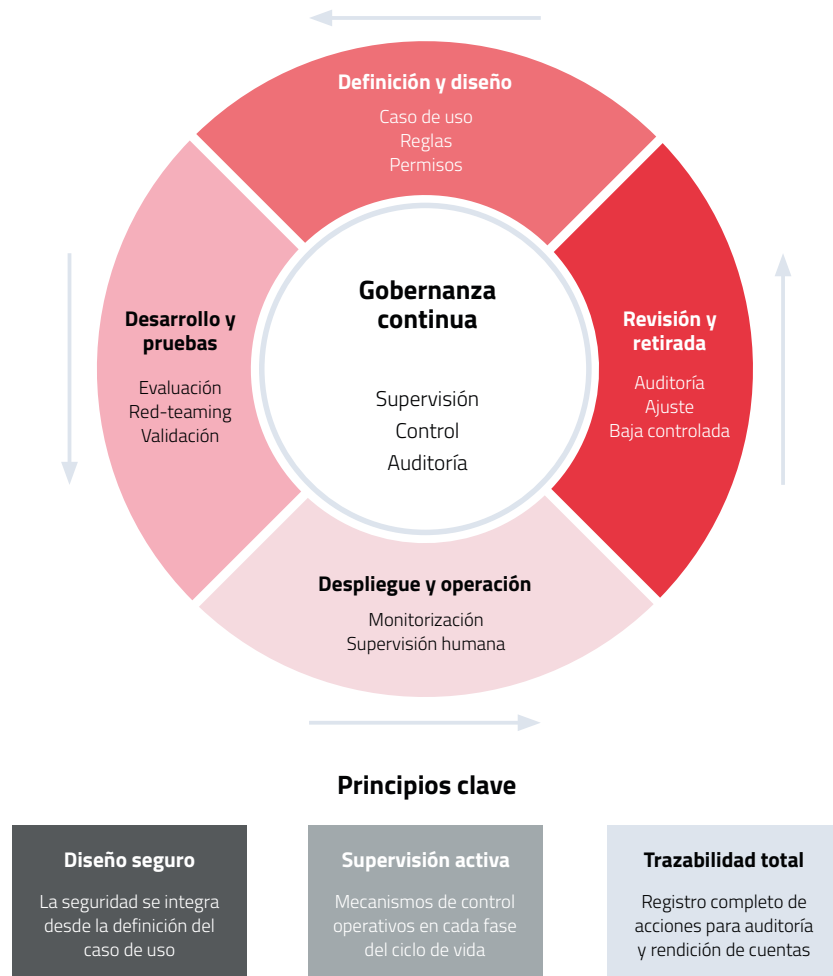 Definición y diseño
Caso de uso
Reglas
Permisos
Desarrollo y
pruebas
Evaluación
Red-teaming
Validación
Gobernanza
continua
Supervisión
Control
Auditoría
Revisión y
retirada
Auditoría
Ajuste
Baja controlada
Despliegue y operación
Monitorización
Supervisión humana
Principios clave
Diseño seguro
La seguridad se integra
desde la definición del
caso de uso
Supervisión activa
Mecanismos de control
operativos en cada fase
del ciclo de vida
Trazabilidad total
Registro completo de
acciones para auditoría
y rendición de cuentas